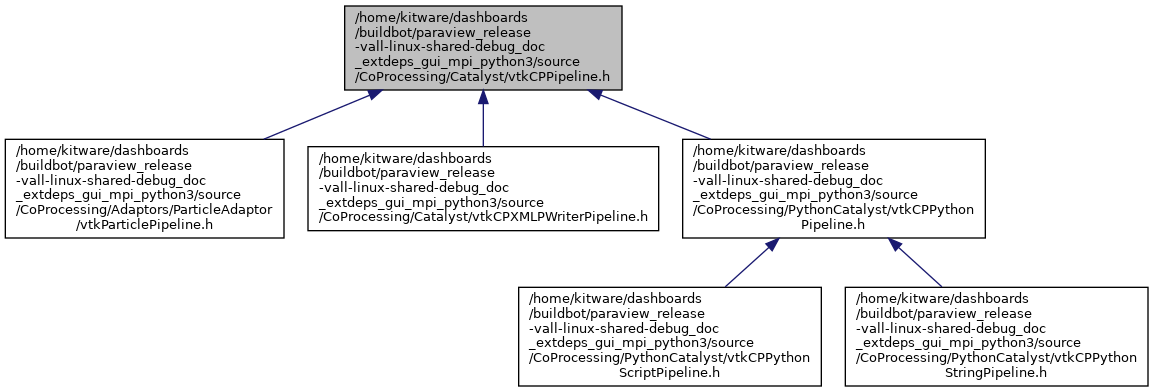 /home/kitware/dashboards
/buildbot/paraview_release
-vall-linux-shared-debug_doc
_extdeps_gui_mpi_python3/source
/CoProcessing/Catalyst/vtkCPPipeline.h
/home/kitware/dashboards
/buildbot/paraview_release
-vall-linux-shared-debug_doc
_extdeps_gui_mpi_python3/source
/CoProcessing/Adaptors/ParticleAdaptor
/vtkParticlePipeline.h
/home/kitware/dashboards
/buildbot/paraview_release
-vall-linux-shared-debug_doc
_extdeps_gui_mpi_python3/source
/CoProcessing/Catalyst/vtkCPXMLPWriterPipeline.h
/home/kitware/dashboards
/buildbot/paraview_release
-vall-linux-shared-debug_doc
_extdeps_gui_mpi_python3/source
/CoProcessing/PythonCatalyst/vtkCPPython
Pipeline.h
/home/kitware/dashboards
/buildbot/paraview_release
-vall-linux-shared-debug_doc
_extdeps_gui_mpi_python3/source
/CoProcessing/PythonCatalyst/vtkCPPython
ScriptPipeline.h
/home/kitware/dashboards
/buildbot/paraview_release
-vall-linux-shared-debug_doc
_extdeps_gui_mpi_python3/source
/CoProcessing/PythonCatalyst/vtkCPPython
StringPipeline.h